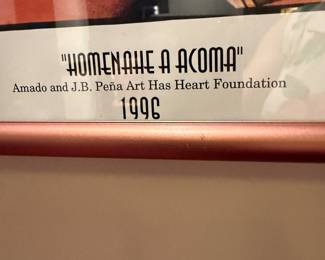 "HOMENAHE A ACOMA"
Amado and J.B. Peña Art Has Heart Foundation
1996